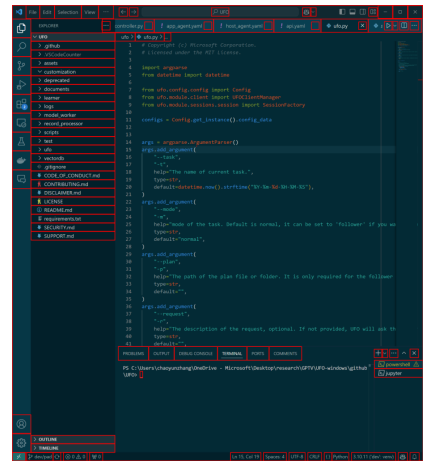 File Edit Selection View ...
UFO
EXPLORER
controller.py
app_agent.yaml
host_agent.yaml
api.yaml
ufo.py
UFO
ufo > ufo.py > ...
.github
.VSCodeCounter
assets
customization
deprecated
documents
learner
logs
model_worker
record_processor
scripts
test
ufo
vectordb
.gitignore
CODE_OF_CONDUCT.md
CONTRIBUTING.md
DISCLAIMER.md
LICENSE
README.md
requirements.txt
SECURITY.md
SUPPORT.md
OUTLINE
TIMELINE
1 # Copyright (c) Microsoft Corporation.
2 # Licensed under the MIT License.
3
4 import argparse
5 from datetime import datetime
6
7 from ufo.config.config import Config
8 from ufo.module.client import UFOClientManager
9 from ufo.module.sessions.session import SessionFactory
10
11 configs = Config.get_instance().config_data
12
13
14 args = argparse.ArgumentParser()
15 args.add_argument(
16 "--task",
17 "-t",
18 help="The name of current task.",
19 type=str,
20 default=datetime.now().strftime("%Y-%m-%d-%H-%M-%S"),
21 )
22 args.add_argument(
23 "--mode",
24 "-m",
25 help="mode of the task. Default is normal, it can be set to 'follower' if you wa
26 type=str,
27 default="normal",
28 )
29 args.add_argument(
30 "--plan",
31 "-p",
32 help="The path of the plan file or folder. It is only required for the follower
33 type=str,
34 default="",
35 )
36 args.add_argument(
37 "--request",
38 "-r",
39 help="The description of the request, optional. If not provided, UFO will ask th
40 type=str,
41 default="",
42 )
PROBLEMS OUTPUT DEBUG CONSOLE TERMINAL PORTS COMMENTS
PS C:\Users\chaoyunzhang\OneDrive - Microsoft\Desktop\research\GPTV\UFO-windows\github
\UFO>
powershell
jupyter
Ln 15, Col 19 Spaces: 4 UTF-8 CRLF Python